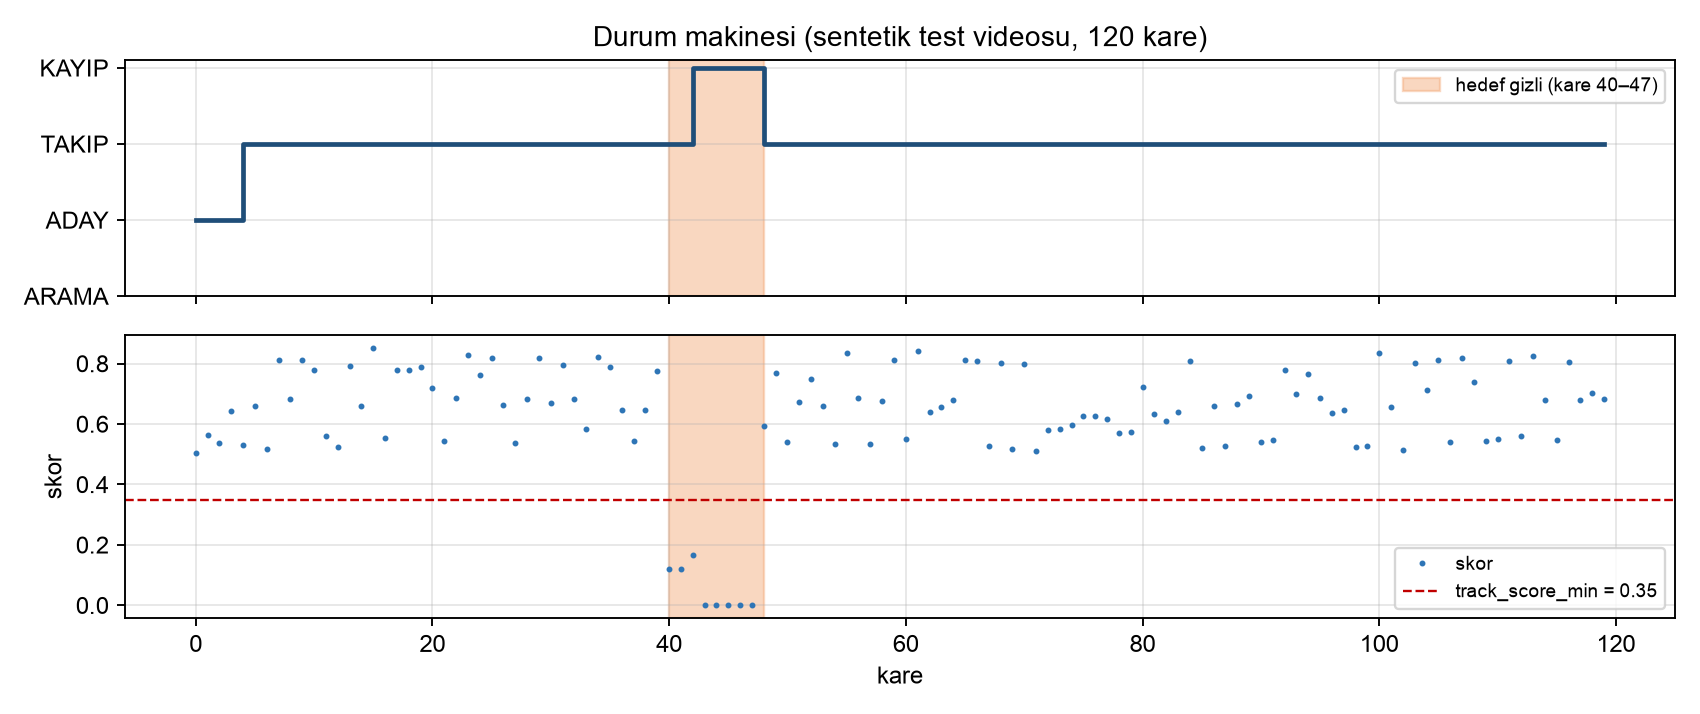 Durum makinesi (sentetik test videosu, 120 kare)
KAYIP
TAKIP
ADAY
ARAMA
hedef gizli (kare 40–47)
skor
0.8
0.6
0.4
0.2
0.0
skor
track_score_min = 0.35
0 20 40 60 80 100 120
kare